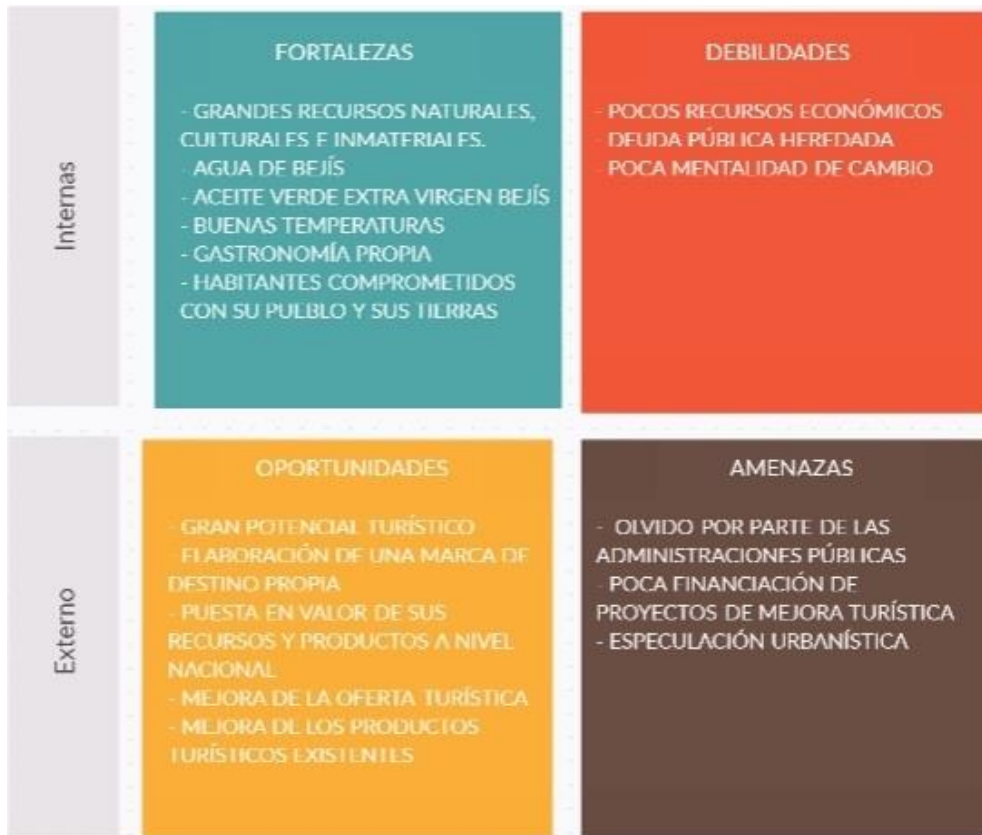 Internas
FORTALEZAS
- GRANDES RECURSOS NATURALES,
CULTURALES E INMATERIALES.
- AGUA DE BEJÍS
- ACEITE VERDE EXTRA VIRGEN BEJÍS
- BUENAS TEMPERATURAS
- GASTRONOMÍA PROPIA
- HABITANTES COMPROMETIDOS
CON SU PUEBLO Y SUS TIERRAS
DEBILIDADES
- POCOS RECURSOS ECONÓMICOS
- DEUDA PÚBLICA HEREDADA
- POCA MENTALIDAD DE CAMBIO
Externo
OPORTUNIDADES
- GRAN POTENCIAL TURÍSTICO
- ELABORACIÓN DE UNA MARCA DE
DESTINO PROPIA
- PUESTA EN VALOR DE SUS
RECURSOS Y PRODUCTOS A NIVEL
NACIONAL
- MEJORA DE LA OFERTA TURÍSTICA
- MEJORA DE LOS PRODUCTOS
TURÍSTICOS EXISTENTES
AMENAZAS
- OLVIDO POR PARTE DE LAS
ADMINISTRACIONES PÚBLICAS
- POCA FINANCIACIÓN DE
PROYECTOS DE MEJORA TURÍSTICA
- ESPECULACIÓN URBANÍSTICA